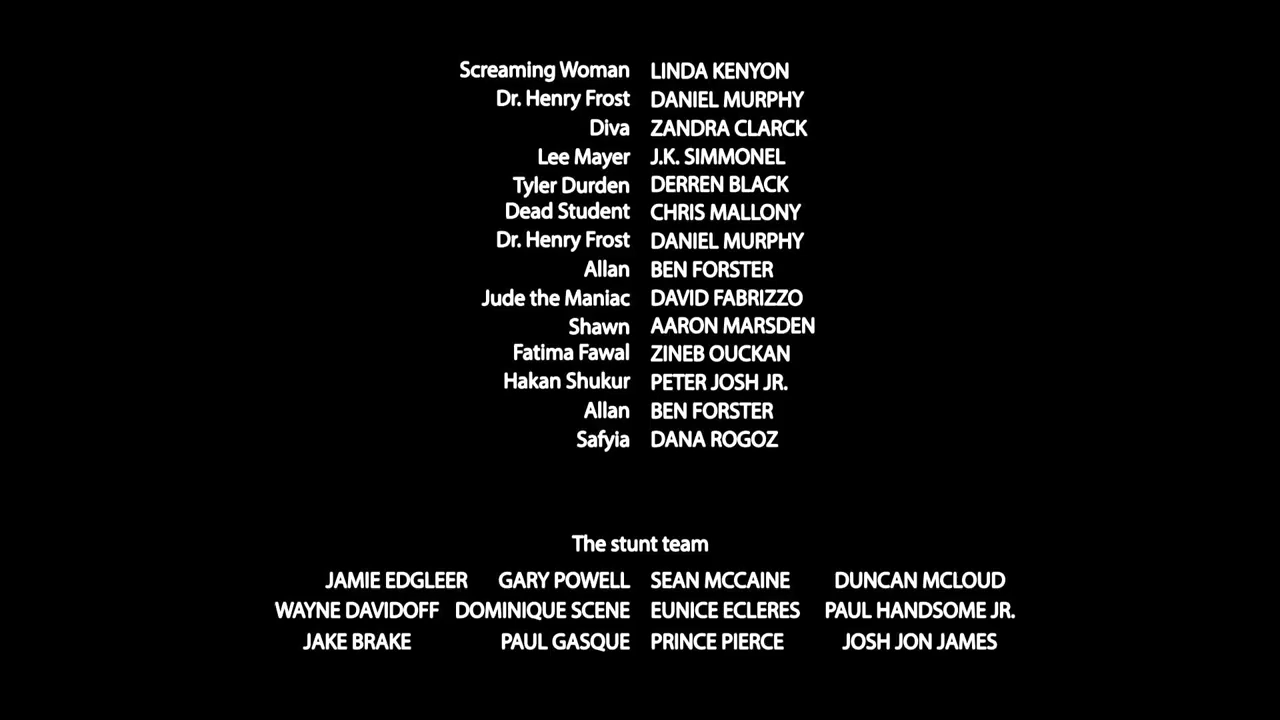 Screaming Woman LINDA KENYON
Dr. Henry Frost DANIEL MURPHY
Diva ZANDRA CLARCK
Lee Mayer J.K. SIMMONEL
Tyler Durden DERREN BLACK
Dead Student CHRIS MALLONY
Dr. Henry Frost DANIEL MURPHY
Allan BEN FORSTER
Jude the Maniac DAVID FABRIZZO
Shawn AARON MARSDEN
Fatima Fawal ZINEB OUCKAN
Hakan Shukur PETER JOSH JR.
Allan BEN FORSTER
Safyia DANA ROGOZ
The stunt team
JAMIE EDGLEER GARY POWELL SEAN MCCAINE DUNCAN MCLOUD
WAYNE DAVIDOFF DOMINIQUE SCENE EUNICE ECLERES PAUL HANDSOME JR.
JAKE BRAKE PAUL GASQUE PRINCE PIERCE JOSH JON JAMES